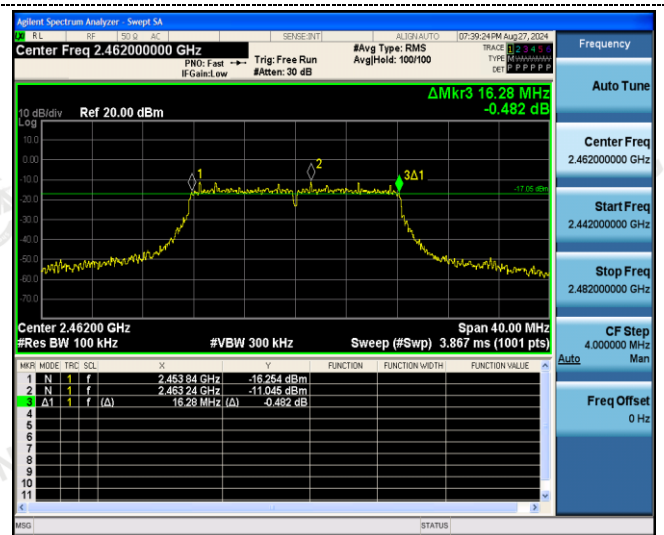 Agilent Spectrum Analyzer - Swept SA
RL RF 50 Ω AC SENSE:INT ALIGN AUTO 07:39:24 PM Aug 27, 2024
Center Freq 2.462000000 GHz
PNO: Fast
IFGain:Low
Trig: Free Run
#Atten: 30 dB
#Avg Type: RMS
Avg|Hold: 100/100
TRACE 1 2 3 4 5 6
TYPE M
DET P P P P P P
ΔMkr3 16.28 MHz
-0.482 dB
10 dB/div Ref 20.00 dBm
Log
10.0
0.00
-10.0
-20.0
-30.0
-40.0
-50.0
-60.0
-70.0
1
2
3Δ1
-17.05 dBm
Center 2.46200 GHz Span 40.00 MHz
#Res BW 100 kHz #VBW 300 kHz Sweep (#Swp) 3.867 ms (1001 pts)
MKR MODE TRC SCL X Y FUNCTION FUNCTION WIDTH FUNCTION VALUE
1 N 1 f 2.453 84 GHz -16.254 dBm
2 N 1 f 2.463 24 GHz -11.045 dBm
3 Δ1 1 f (Δ) 16.28 MHz (Δ) -0.482 dB
4
5
6
7
8
9
10
11
MSG STATUS
Frequency
Auto Tune
Center Freq
2.462000000 GHz
Start Freq
2.442000000 GHz
Stop Freq
2.482000000 GHz
CF Step
4.000000 MHz
Auto Man
Freq Offset
0 Hz